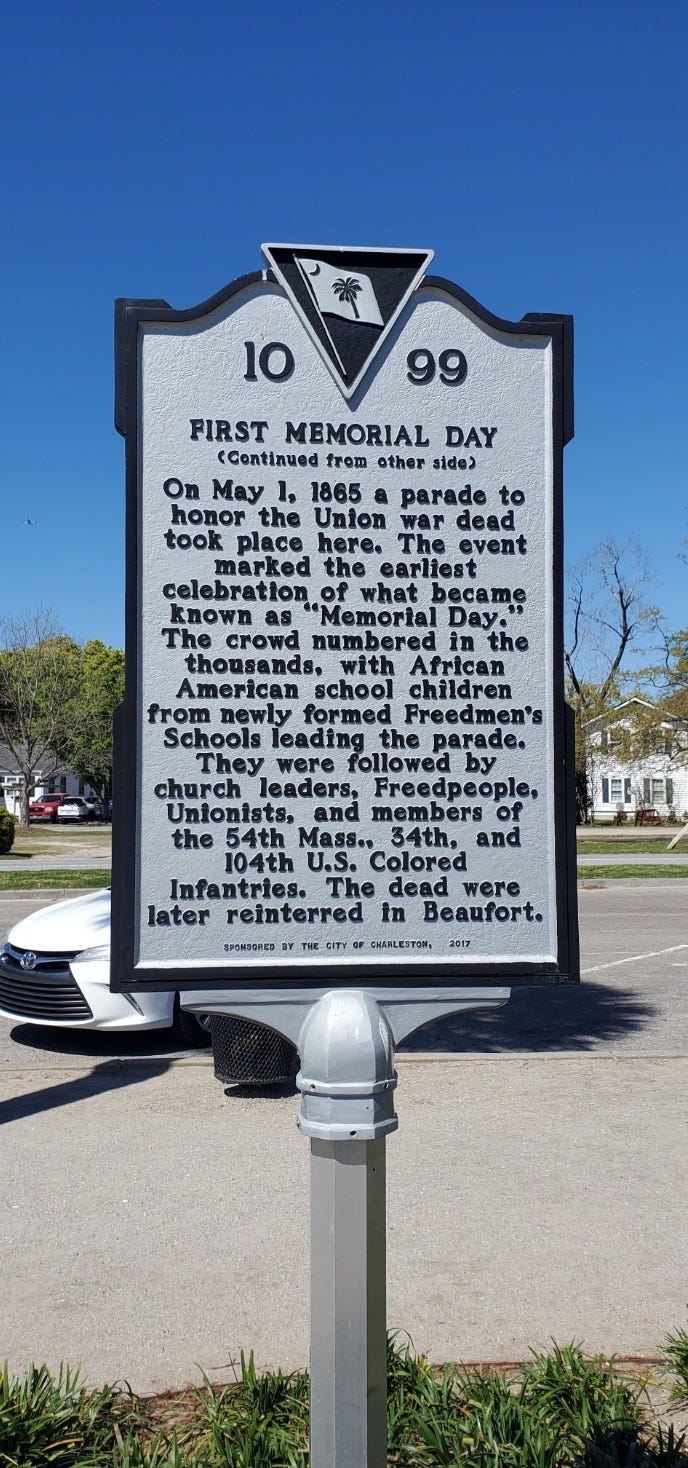 10 99
FIRST MEMORIAL DAY
(Continued from other side)
On May 1, 1865 a parade to
honor the Union war dead
took place here. The event
marked the earliest
celebration of what became
known as "Memorial Day."
The crowd numbered in the
thousands, with African
American school children
from newly formed Freedmen's
Schools leading the parade.
They were followed by
church leaders, Freedpeople,
Unionists, and members of
the 54th Mass., 34th, and
104th U.S. Colored
Infantries. The dead were
later reinterred in Beaufort.
SPONSORED BY THE CITY OF CHARLESTON, 2017